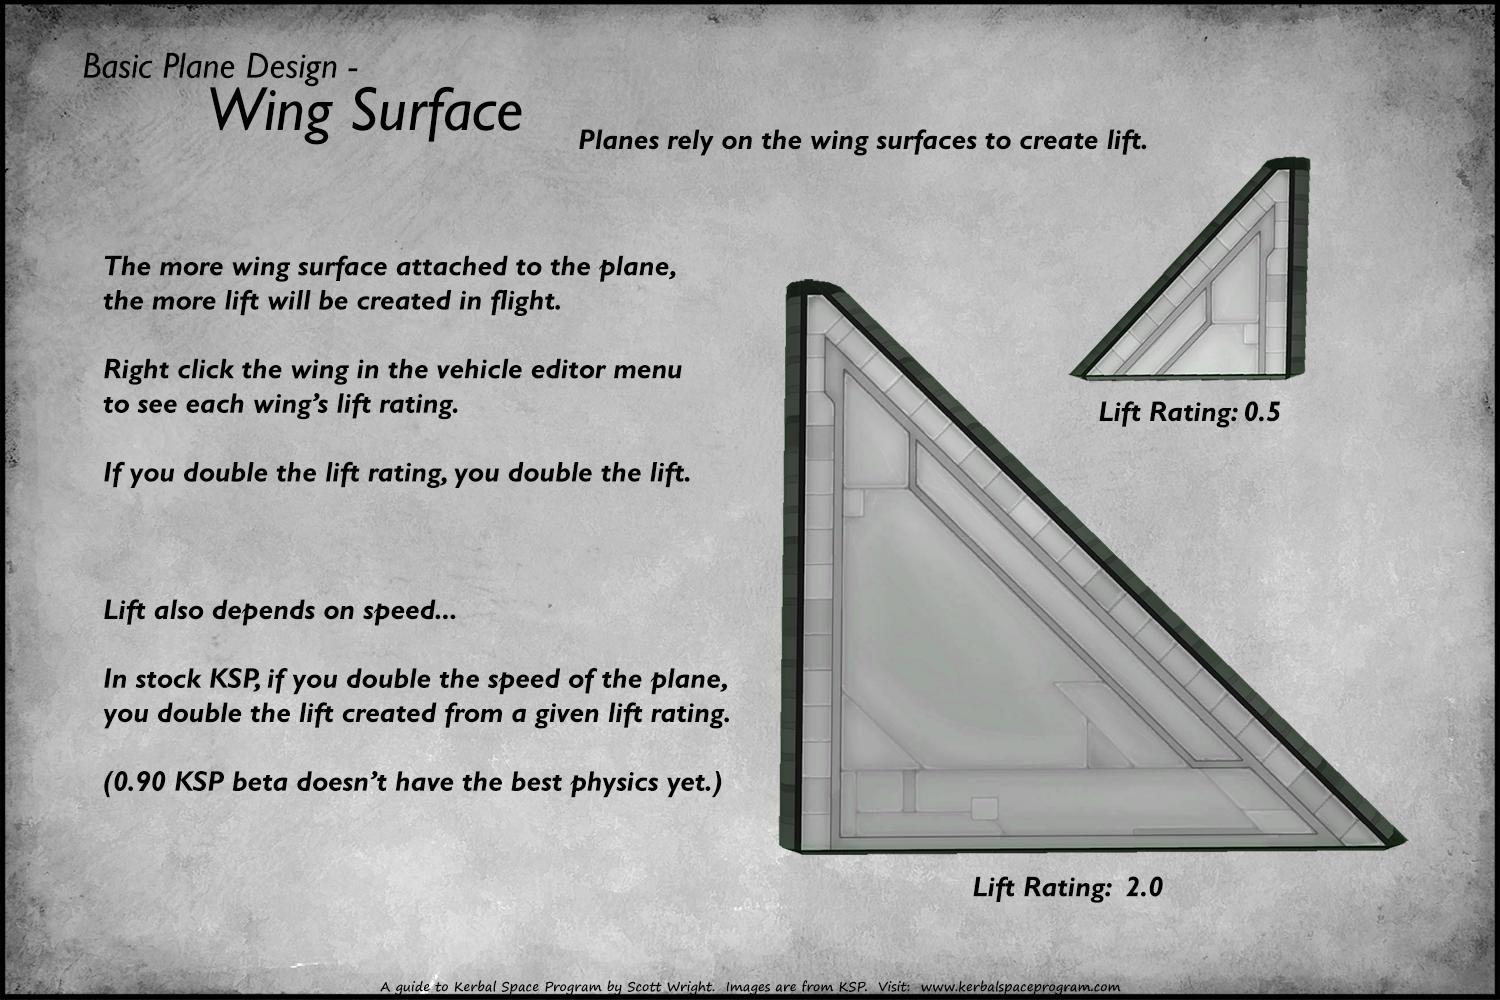 Basic Plane Design -
Wing Surface
Planes rely on the wing surfaces to create lift.
The more wing surface attached to the plane,
the more lift will be created in flight.
Right click the wing in the vehicle editor menu
to see each wing's lift rating.
If you double the lift rating, you double the lift.
Lift also depends on speed...
In stock KSP, if you double the speed of the plane,
you double the lift created from a given lift rating.
(0.90 KSP beta doesn't have the best physics yet.)
Lift Rating: 0.5
Lift Rating: 2.0
A guide to Kerbal Space Program by Scott Wright. Images are from KSP. Visit: www.kerbalspaceprogram.com